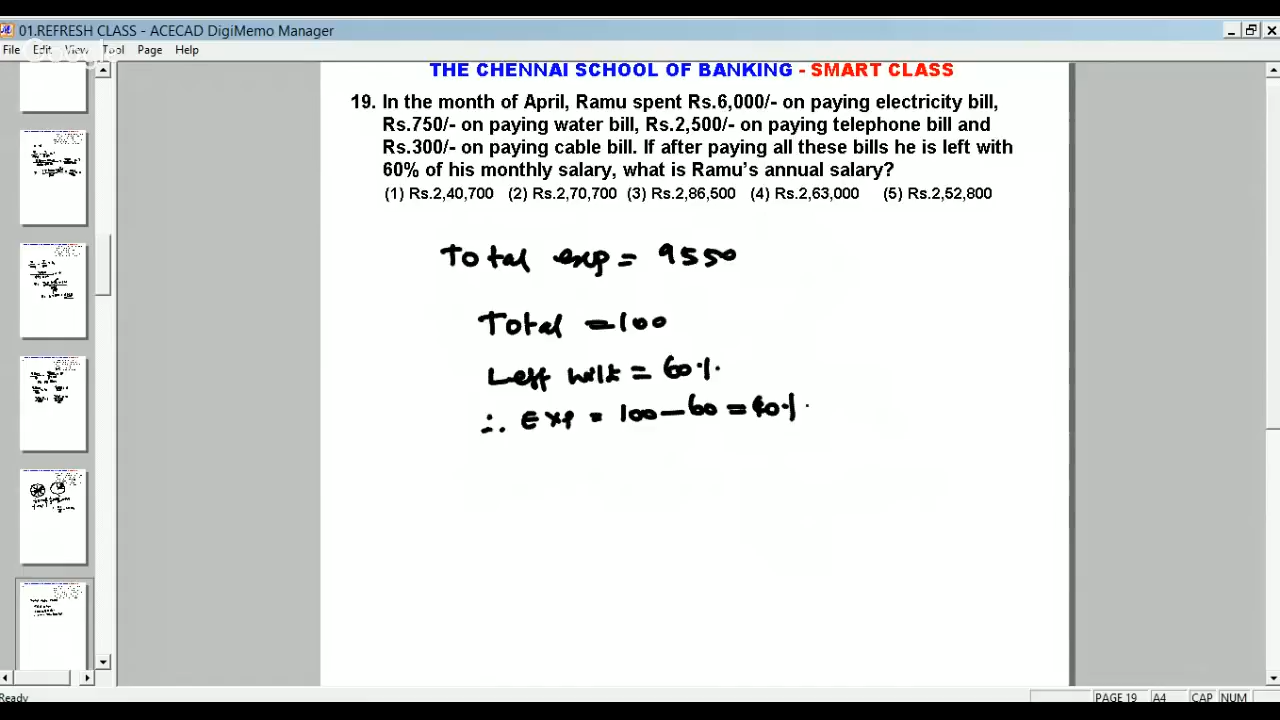 01.REFRESH CLASS - ACECAD DigiMemo Manager
File Edit View Tool Page Help
Google
THE CHENNAI SCHOOL OF BANKING - SMART CLASS
19. In the month of April, Ramu spent Rs.6,000/- on paying electricity bill,
Rs.750/- on paying water bill, Rs.2,500/- on paying telephone bill and
Rs.300/- on paying cable bill. If after paying all these bills he is left with
60% of his monthly salary, what is Ramu's annual salary?
(1) Rs.2,40,700 (2) Rs.2,70,700 (3) Rs.2,86,500 (4) Rs.2,63,000 (5) Rs.2,52,800
Total exp = 9550
Total = 100
Left with = 60%
∴ Exp = 100 - 60 = 40%
Ready
PAGE 19 A4 CAP NUM